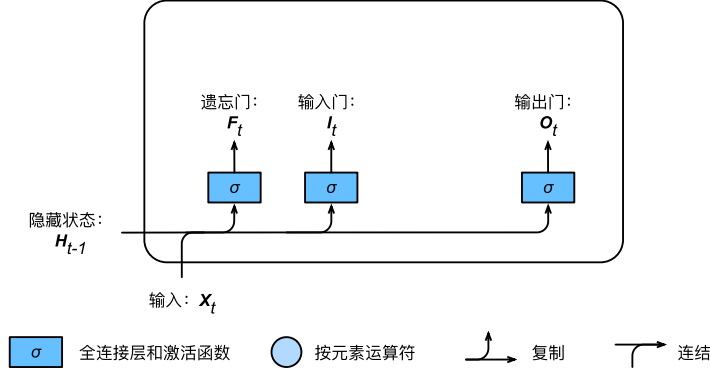 遗忘门：
F_t
输入门：
I_t
输出门：
O_t
σ
σ
σ
隐藏状态：
H_{t-1}
输入：X_t
σ 全连接层和激活函数
按元素运算符
复制
连结